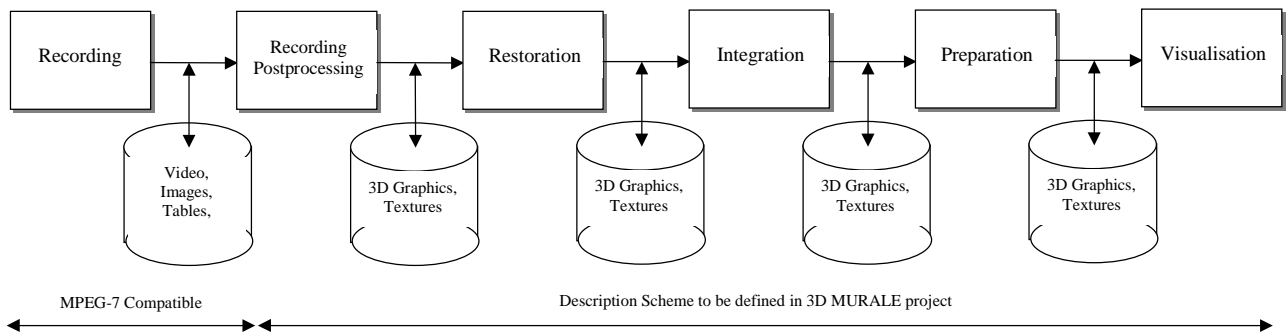 Recording
Recording
Postprocessing
Restoration
Integration
Preparation
Visualisation
Video,
Images,
Tables,
3D Graphics,
Textures
3D Graphics,
Textures
3D Graphics,
Textures
3D Graphics,
Textures
MPEG-7 Compatible
Description Scheme to be defined in 3D MURALE project